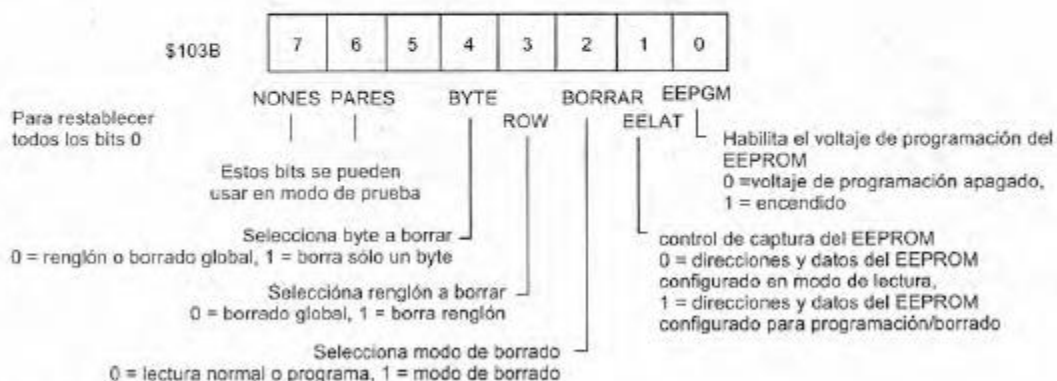 $103B
7 6 5 4 3 2 1 0
NONES PARES BYTE BORRAR EEPGM
ROW EELAT
Para restablecer
todos los bits 0
Estos bits se pueden
usar en modo de prueba
Habilita el voltaje de programación del
EEPROM
0 =voltaje de programación apagado,
1 = encendido
Selecciona byte a borrar
0 = renglón o borrado global, 1 = borra sólo un byte
control de captura del EEPROM
0 = direcciones y datos del EEPROM
configurado en modo de lectura,
1 = direcciones y datos del EEPROM
configurado para programación/borrado
Seleccióna renglón a borrar
0 = borrado global, 1 = borra renglón
Selecciona modo de borrado
0 = lectura normal o programa, 1 = modo de borrado